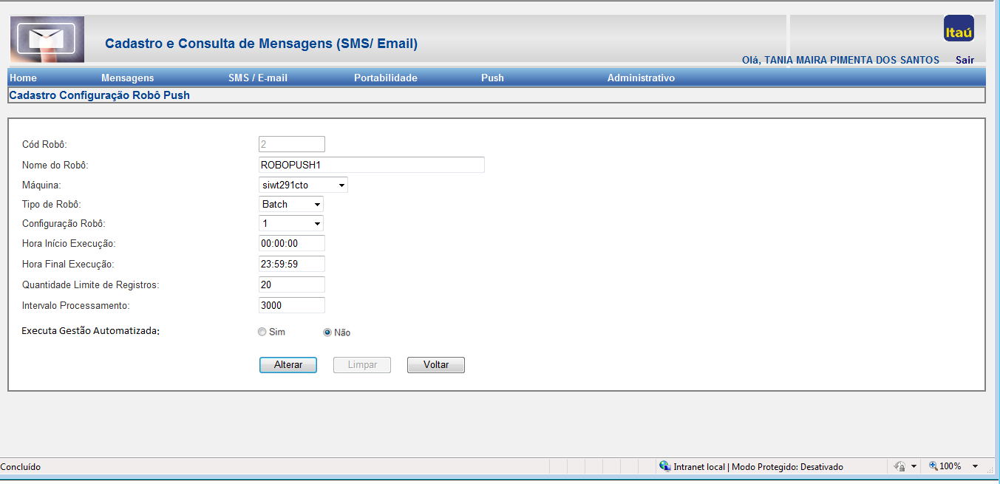 Itaú
Cadastro e Consulta de Mensagens (SMS/ Email)
Olá, TANIA MAIRA PIMENTA DOS SANTOS Sair
Home Mensagens SMS / E-mail Portabilidade Push Administrativo
Cadastro Configuração Robô Push
Cód Robô: 2
Nome do Robô: ROBOPUSH1
Máquina: siwt291cto
Tipo de Robô: Batch
Configuração Robô: 1
Hora Início Execução: 00:00:00
Hora Final Execução: 23:59:59
Quantidade Limite de Registros: 20
Intervalo Processamento: 3000
Executa Gestão Automatizada: Sim Não
Alterar Limpar Voltar
Concluído Intranet local | Modo Protegido: Desativado 100%